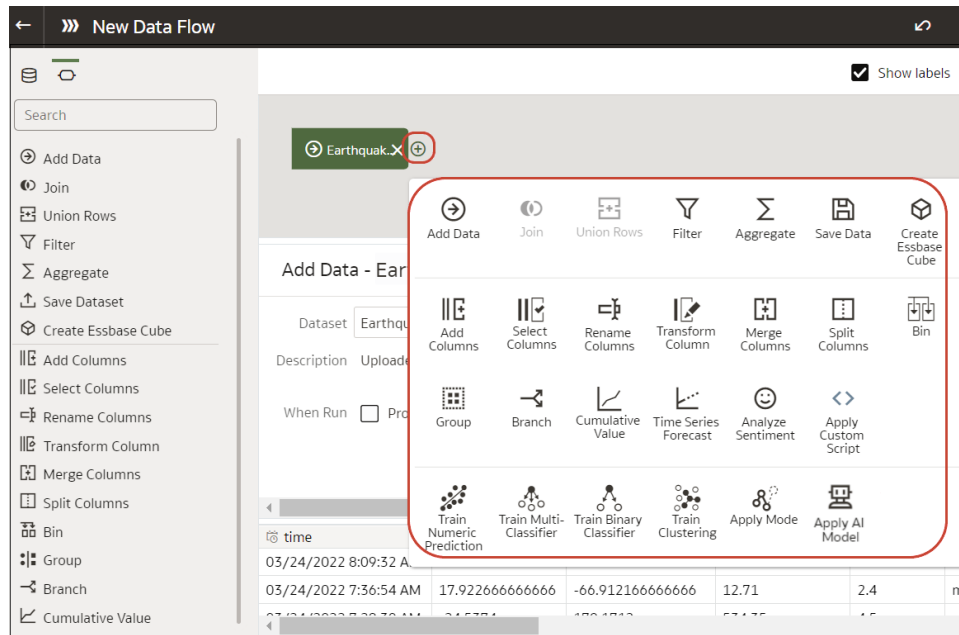 New Data Flow
Show labels
Search
Add Data
Join
Union Rows
Filter
Aggregate
Save Dataset
Create Essbase Cube
Add Columns
Select Columns
Rename Columns
Transform Column
Merge Columns
Split Columns
Bin
Group
Branch
Cumulative Value
Earthquak..
Add Data
Join
Union Rows
Filter
Aggregate
Save Data
Create
Essbase
Cube
Add
Columns
Select
Columns
Rename
Columns
Transform
Column
Merge
Columns
Split
Columns
Bin
Group
Branch
Cumulative
Value
Time Series
Forecast
Analyze
Sentiment
Apply
Custom
Script
Train
Numeric
Prediction
Train Multi-
Classifier
Train Binary
Classifier
Train
Clustering
Apply Mode
Apply AI
Model
Add Data - Ear
Dataset Earthqu
Description Uploade
When Run Pro
time
03/24/2022 8:09:32 A
03/24/2022 7:36:54 AM 17.922666666666 -66.912166666666 12.71 2.4